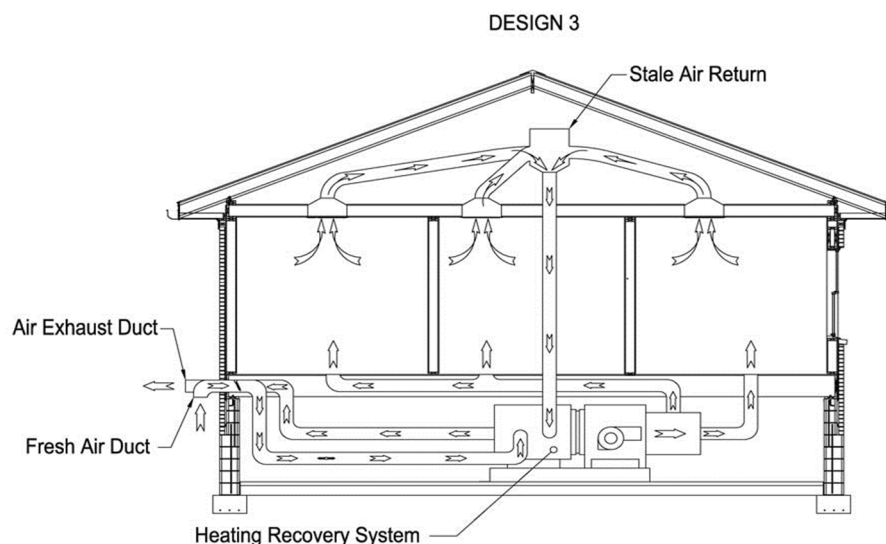 DESIGN 3
Stale Air Return
Air Exhaust Duct
Fresh Air Duct
Heating Recovery System